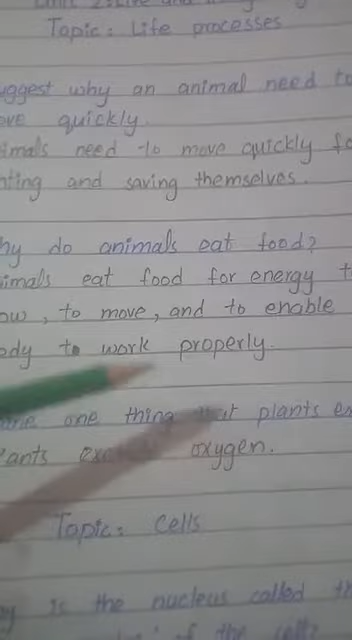 Topic: Life processes
uggest why an animal need to
ove quickly.
imals need to move quickly fo
nting and saving themselves.
hy do animals eat food?
imals eat food for energy t
ow, to move, and to enable
ody to work properly.
one thing that plants ex
ants oxygen.
Topic: Cells
y is the nucleus called th
of the cell